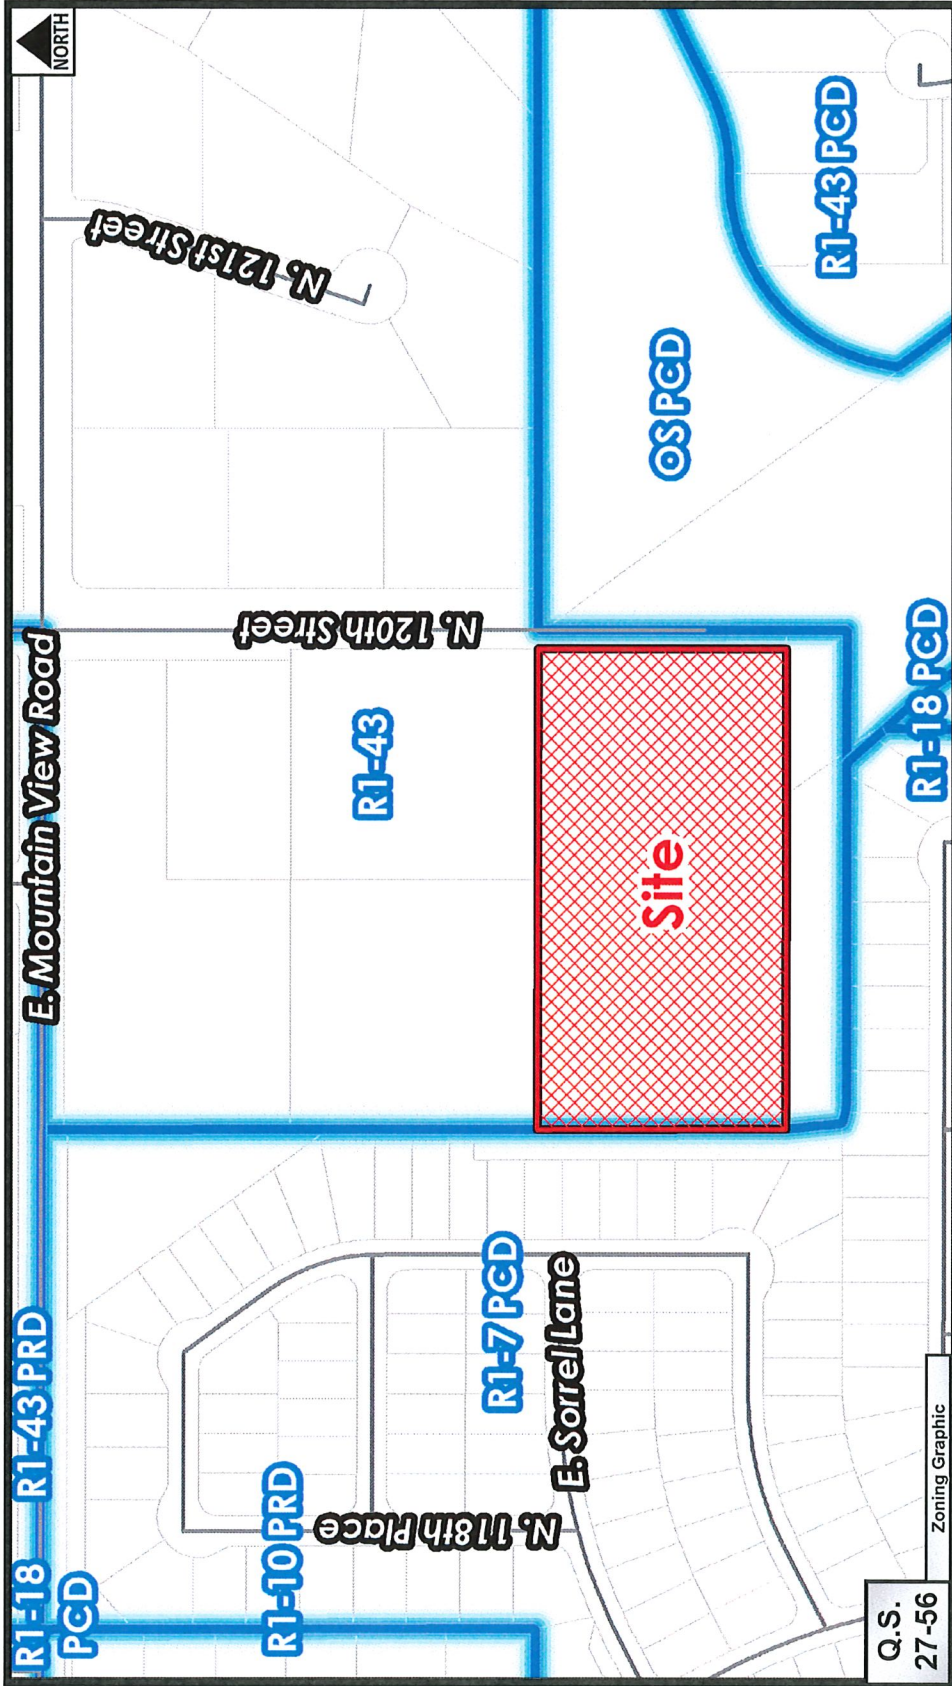 NORTH
R1-18
PCD
R1-43 PRD
E. Mountain View Road
N. 121st Street
R1-10 PRD
N. 118th Place
R1-7 PCD
E. Sorrel Lane
R1-43
N. 120th Street
Site
OS PCD
R1-43 PCD
R1-18 PCD
Q.S.
27-56
Zoning Graphic